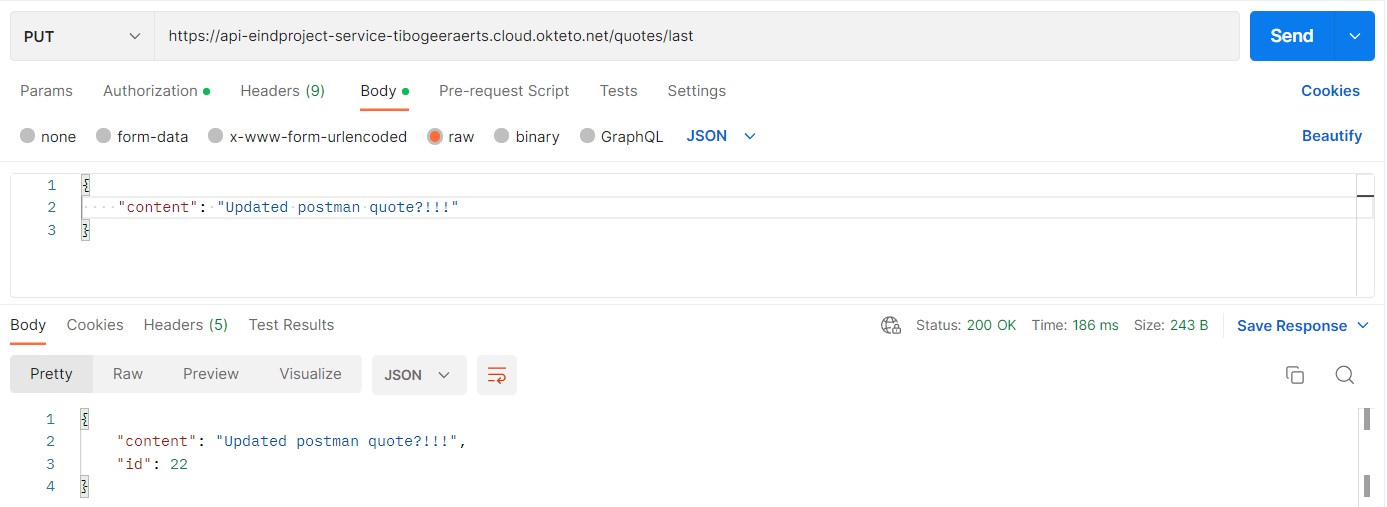 PUT https://api-eindproject-service-tibogeeraerts.cloud.okteto.net/quotes/last Send
Params Authorization Headers (9) Body Pre-request Script Tests Settings Cookies
none form-data x-www-form-urlencoded raw binary GraphQL JSON Beautify
1 {
2 "content": "Updated postman quote?!!!"
3 }
Body Cookies Headers (5) Test Results Status: 200 OK Time: 186 ms Size: 243 B Save Response
Pretty Raw Preview Visualize JSON
1 {
2 "content": "Updated postman quote?!!!",
3 "id": 22
4 }